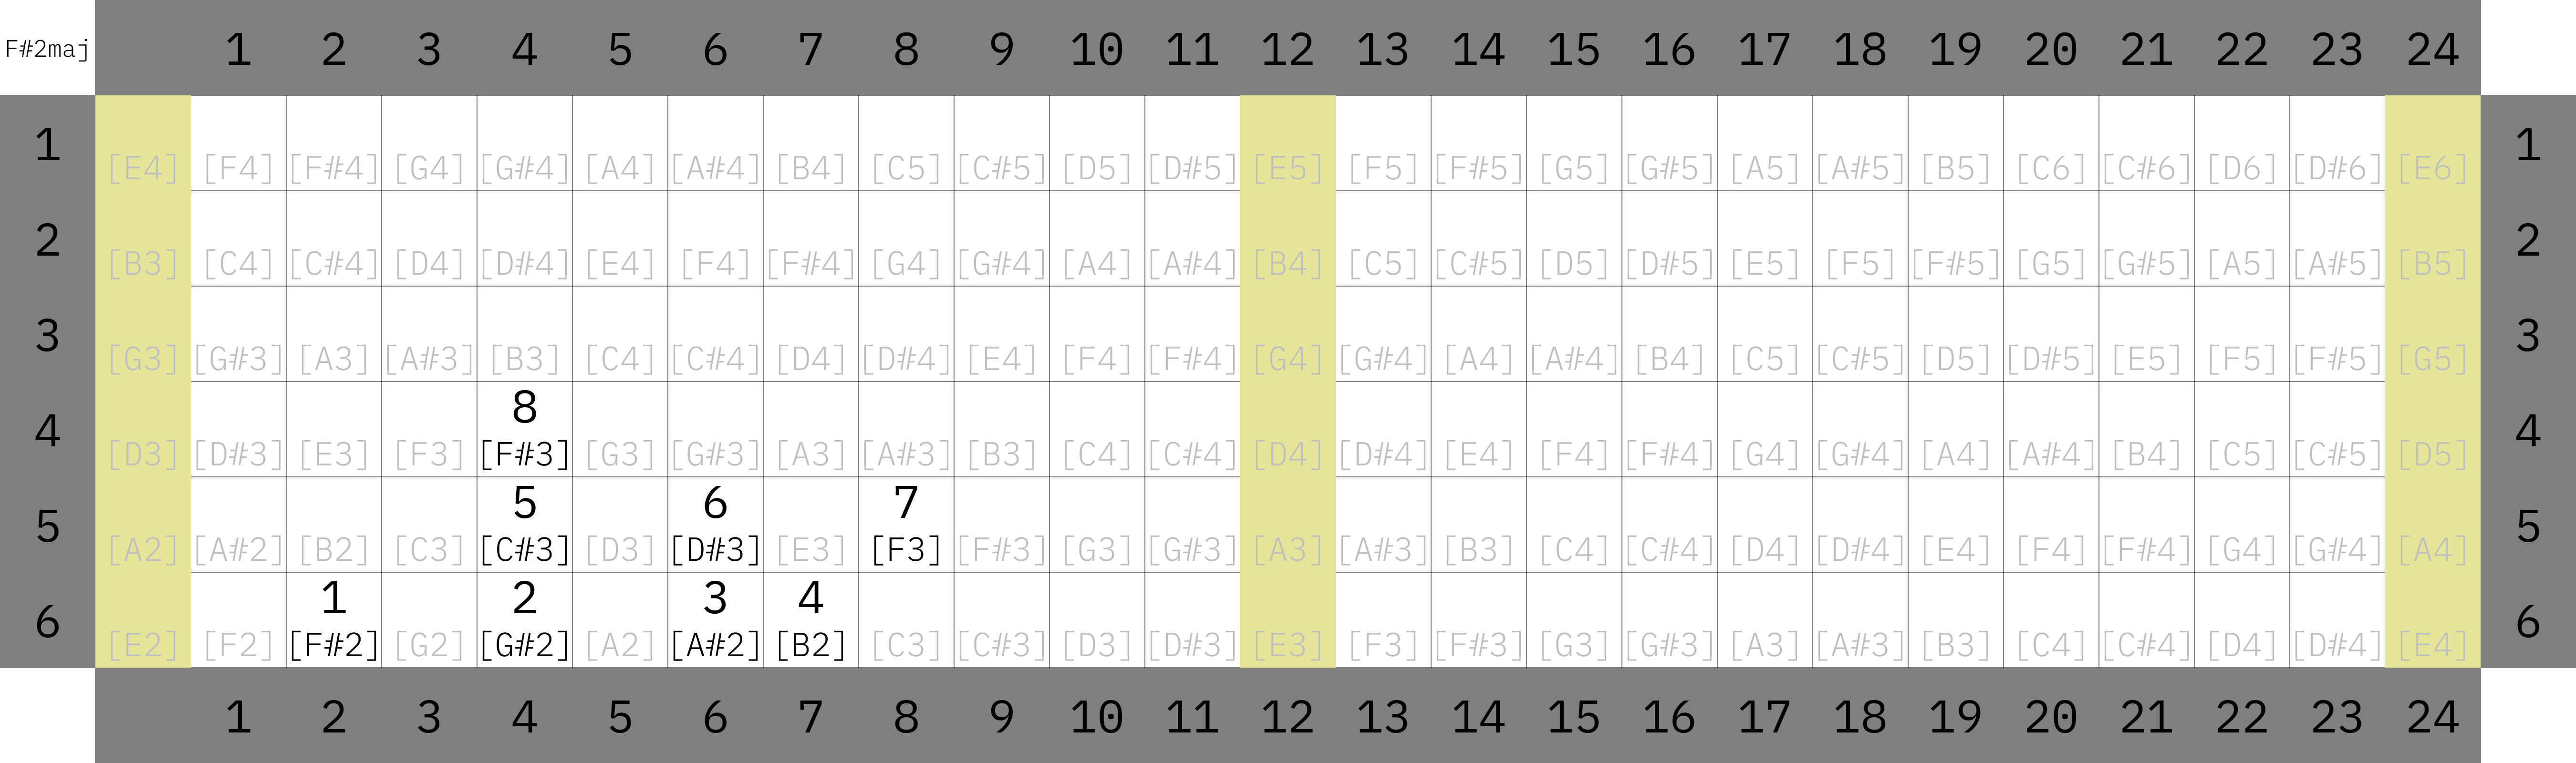 F#2maj 1 2 3 4 5 6 7 8 9 10 11 12 13 14 15 16 17 18 19 20 21 22 23 24
1 [E4] [F4] [F#4] [G4] [G#4] [A4] [A#4] [B4] [C5] [C#5] [D5] [D#5] [E5] [F5] [F#5] [G5] [G#5] [A5] [A#5] [B5] [C6] [C#6] [D6] [D#6] [E6] 1
2 [B3] [C4] [C#4] [D4] [D#4] [E4] [F4] [F#4] [G4] [G#4] [A4] [A#4] [B4] [C5] [C#5] [D5] [D#5] [E5] [F5] [F#5] [G5] [G#5] [A5] [A#5] [B5] 2
3 [G3] [G#3] [A3] [A#3] [B3] [C4] [C#4] [D4] [D#4] [E4] [F4] [F#4] [G4] [G#4] [A4] [A#4] [B4] [C5] [C#5] [D5] [D#5] [E5] [F5] [F#5] [G5] 3
8
4 [D3] [D#3] [E3] [F3] [F#3] [G3] [G#3] [A3] [A#3] [B3] [C4] [C#4] [D4] [D#4] [E4] [F4] [F#4] [G4] [G#4] [A4] [A#4] [B4] [C5] [C#5] [D5] 4
5 6 7
5 [A2] [A#2] [B2] [C3] [C#3] [D3] [D#3] [E3] [F3] [F#3] [G3] [G#3] [A3] [A#3] [B3] [C4] [C#4] [D4] [D#4] [E4] [F4] [F#4] [G4] [G#4] [A4] 5
1 2 3 4
6 [E2] [F2] [F#2] [G2] [G#2] [A2] [A#2] [B2] [C3] [C#3] [D3] [D#3] [E3] [F3] [F#3] [G3] [G#3] [A3] [A#3] [B3] [C4] [C#4] [D4] [D#4] [E4] 6
1 2 3 4 5 6 7 8 9 10 11 12 13 14 15 16 17 18 19 20 21 22 23 24